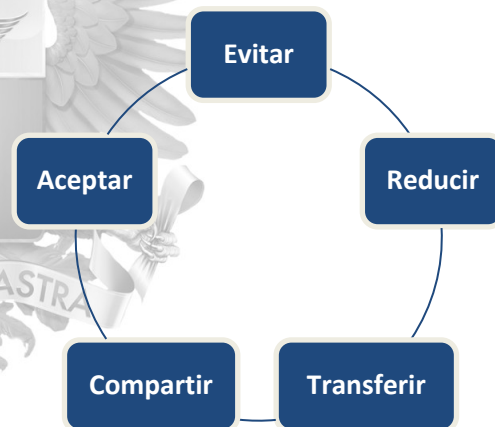 Evitar
Reducir
Transferir
Compartir
Aceptar
ASTRA